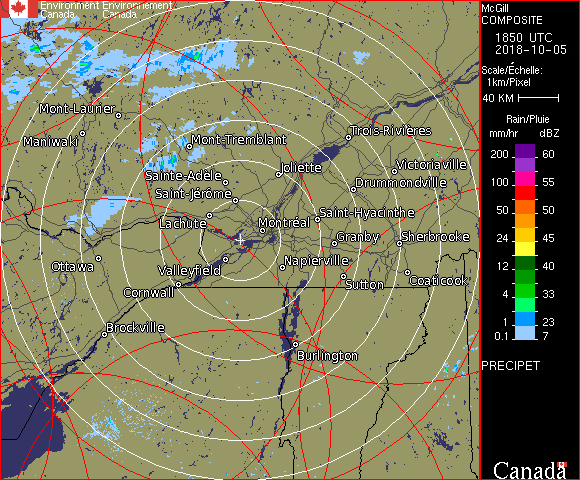 Environment Environnement
Canada Canada
McGill
COMPOSITE
1850 UTC
2018-10-05
Scale/Échelle:
1km/Pixel
40 KM
Rain/Pluie
mm/hr dBZ
200 60
150 55
100 55
50 50
24 45
12 40
4 33
1 23
0.1 7
PRECIPET
Canada
Mont-Laurier
Maniwaki
Mont-Tremblant
Trois-Rivières
Sainte-Adèle
Joliette
Victoriaville
Saint-Jérôme
Drummondville
Lachute
Montréal
Saint-Hyacinthe
Granby
Sherbrooke
Ottawa
Valleyfield
Napierville
Cornwall
Sutton
Coaticook
Brockville
Burlington